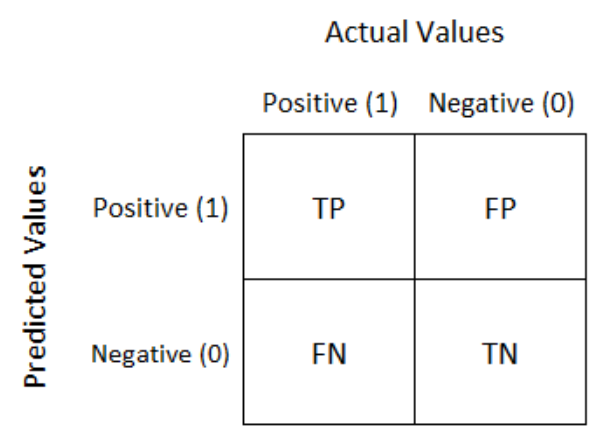 Actual Values
Positive (1) Negative (0)
Predicted Values
Positive (1) TP FP
Negative (0) FN TN